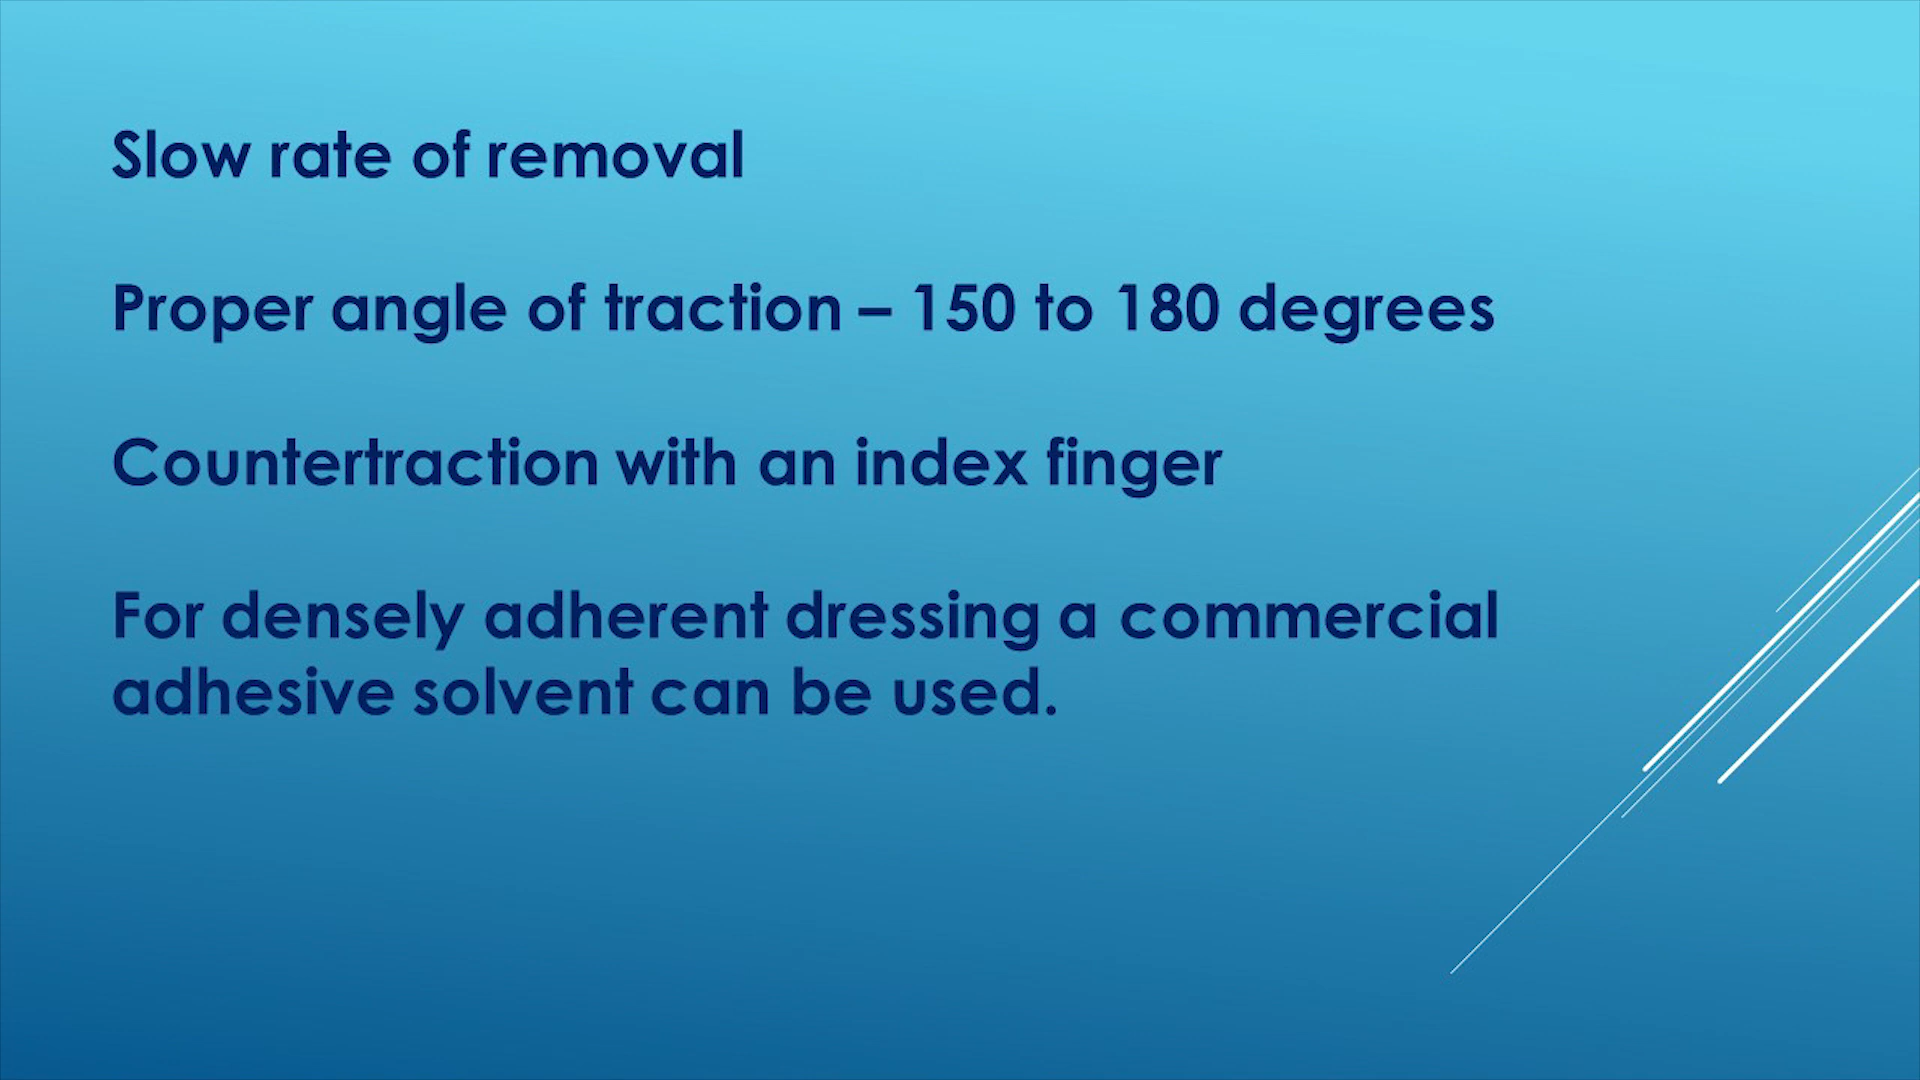 Slow rate of removal
Proper angle of traction – 150 to 180 degrees
Countertraction with an index finger
For densely adherent dressing a commercial
adhesive solvent can be used.